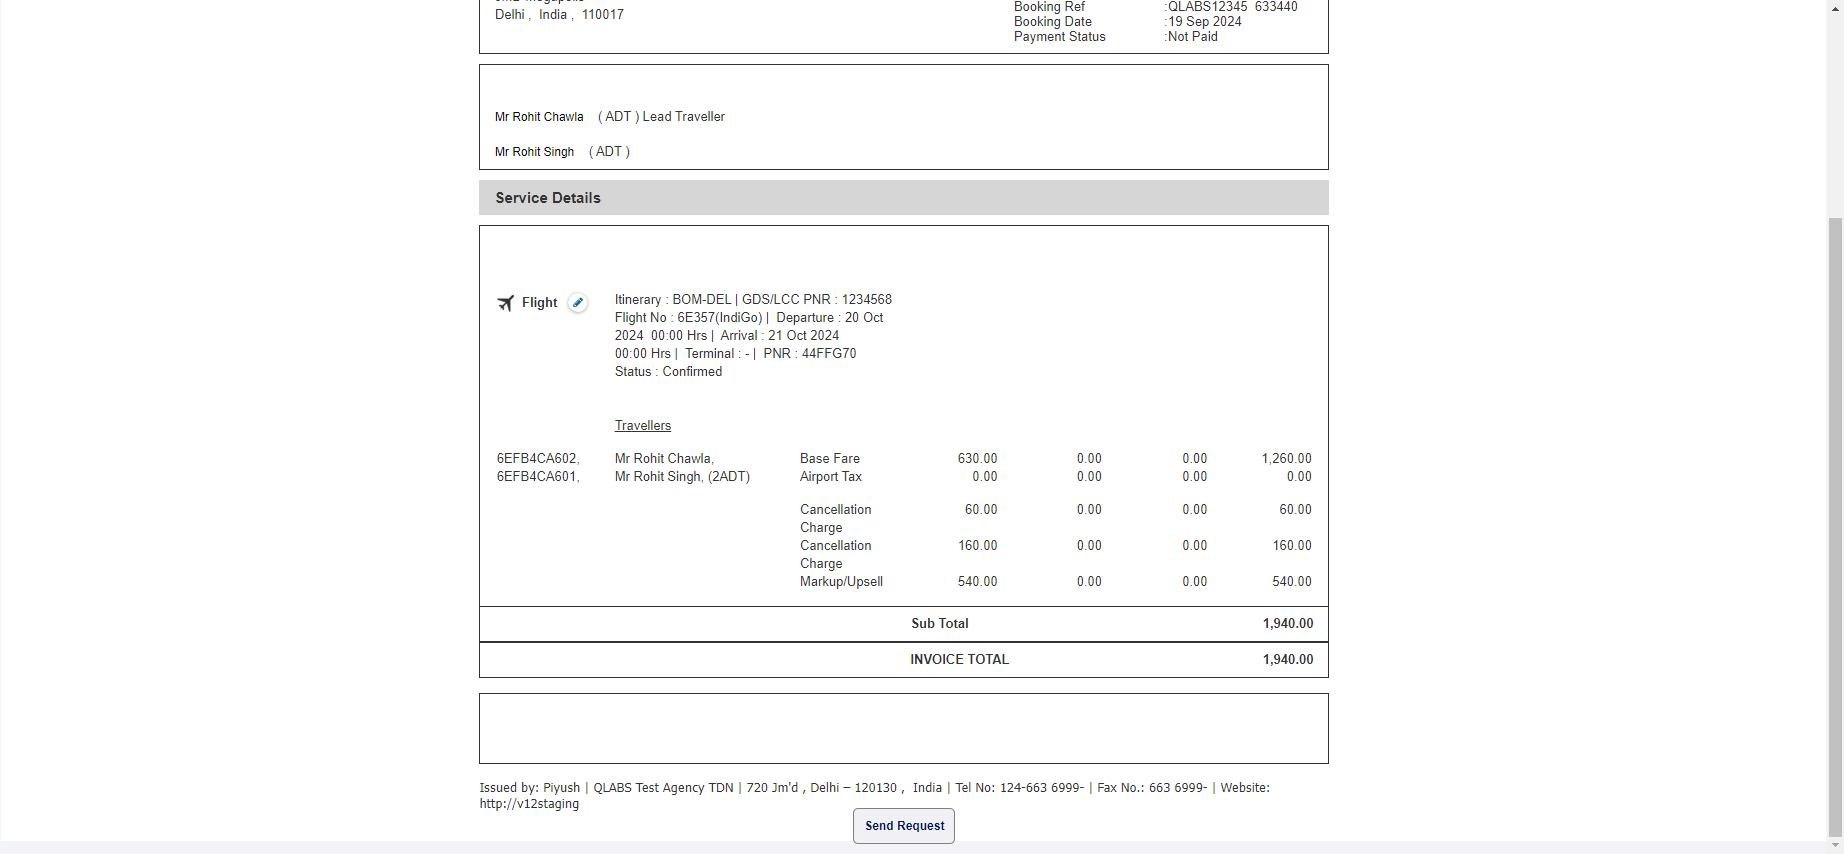 Delhi , India , 110017
Booking Ref :QLABS12345 633440
Booking Date :19 Sep 2024
Payment Status :Not Paid
Mr Rohit Chawla ( ADT ) Lead Traveller
Mr Rohit Singh ( ADT )
Service Details
Flight
Itinerary : BOM-DEL | GDS/LCC PNR : 1234568
Flight No : 6E357(IndiGo) | Departure : 20 Oct
2024 00:00 Hrs | Arrival : 21 Oct 2024
00:00 Hrs | Terminal : - | PNR : 44FFG70
Status : Confirmed
Travellers
6EFB4CA602, Mr Rohit Chawla, Base Fare 630.00 0.00 0.00 1,260.00
6EFB4CA601, Mr Rohit Singh, (2ADT) Airport Tax 0.00 0.00 0.00 0.00
Cancellation 60.00 0.00 0.00 60.00
Charge
Cancellation 160.00 0.00 0.00 160.00
Charge
Markup/Upsell 540.00 0.00 0.00 540.00
Sub Total 1,940.00
INVOICE TOTAL 1,940.00
Issued by: Piyush | QLABS Test Agency TDN | 720 Jm'd , Delhi – 120130 , India | Tel No: 124-663 6999- | Fax No.: 663 6999- | Website:
http://v12staging
Send Request